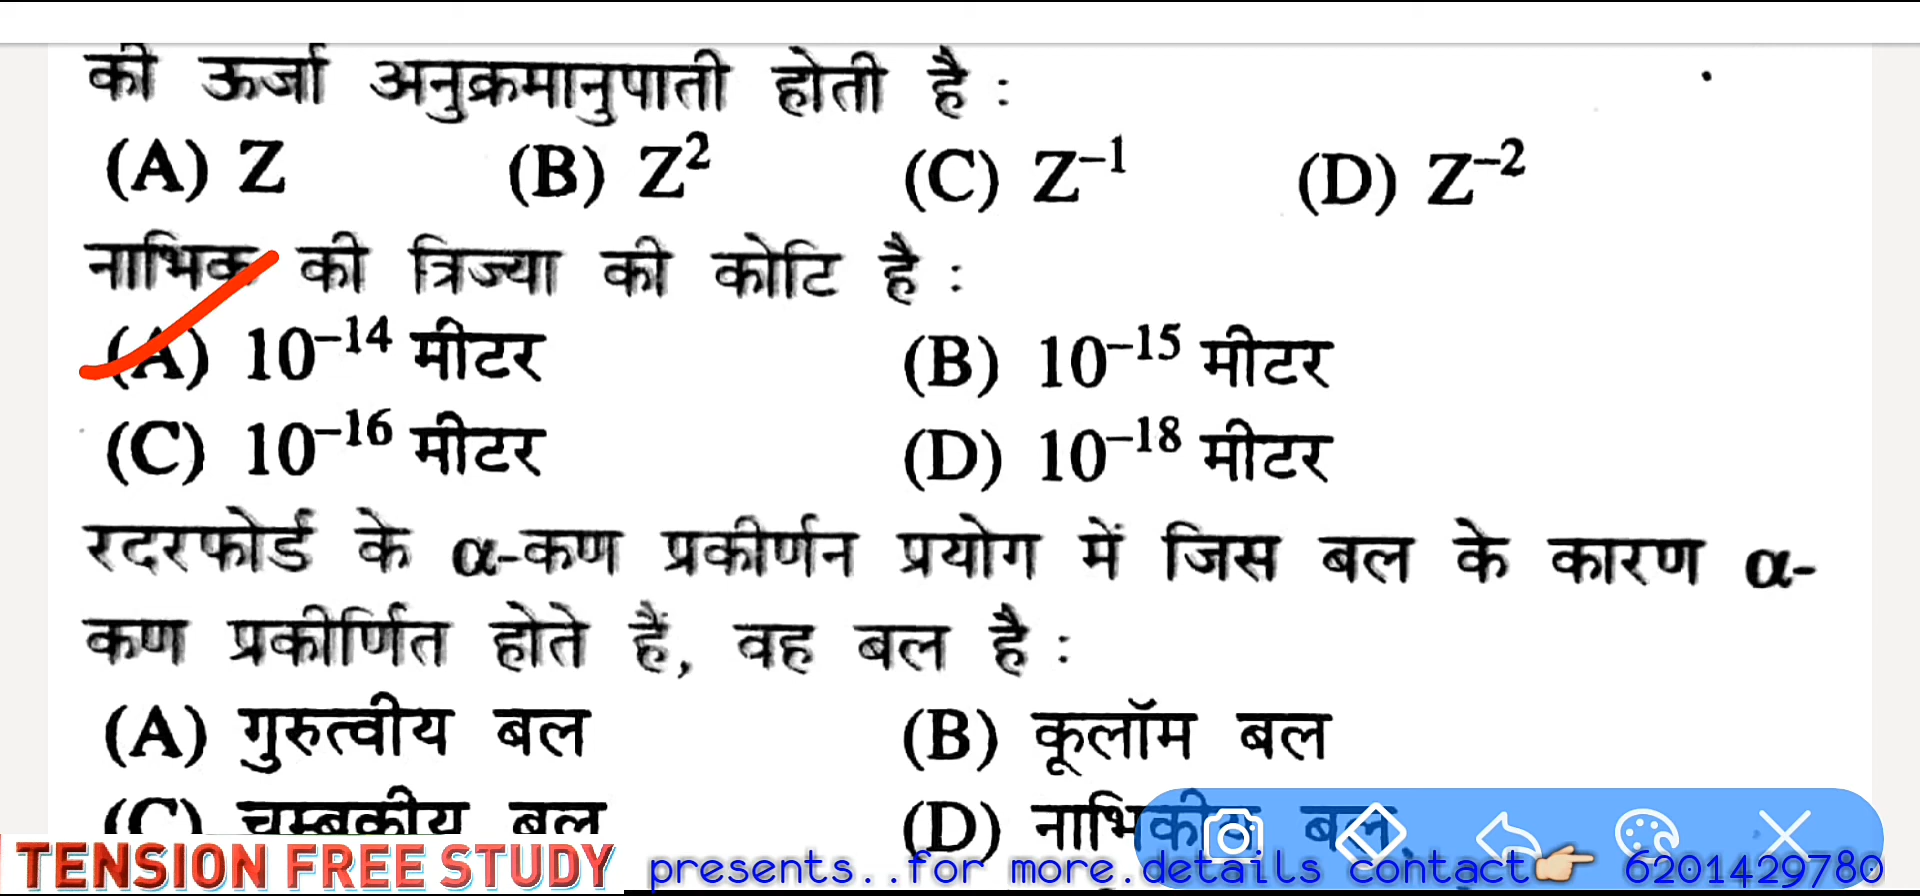 की ऊर्जा अनुक्रमानुपाती होती है :
(A) Z (B) Z² (C) Z⁻¹ (D) Z⁻²
नाभिक की त्रिज्या की कोटि है :
(A) 10⁻¹⁴ मीटर (B) 10⁻¹⁵ मीटर
(C) 10⁻¹⁶ मीटर (D) 10⁻¹⁸ मीटर
रदरफोर्ड के α-कण प्रकीर्णन प्रयोग में जिस बल के कारण α-
कण प्रकीर्णित होते हैं, वह बल है :
(A) गुरुत्वीय बल (B) कूलॉम बल
(C) चुम्बकीय बल (D) नाभिकीय बल
TENSION FREE STUDY presents..for more.details contact 6201429780